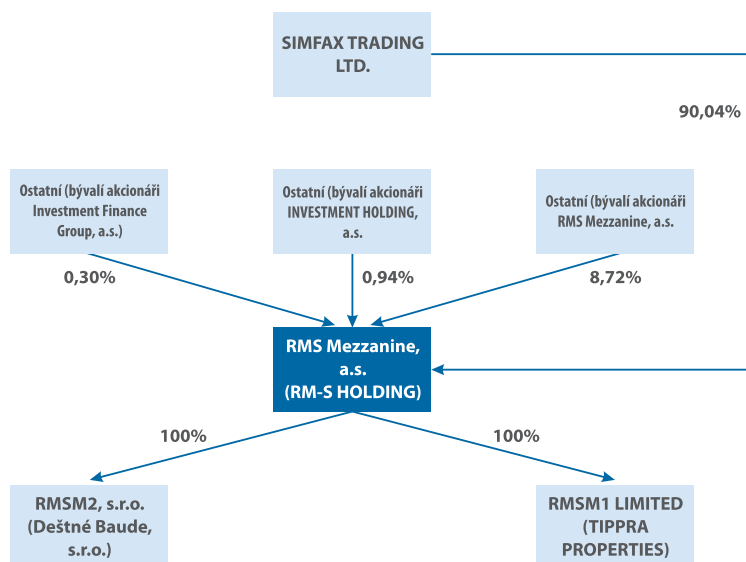 SIMFAX TRADING
LTD.
90,04%
Ostatní (bývalí akcionáři
Investment Finance
Group, a.s.)
Ostatní (bývalí akcionáři
INVESTMENT HOLDING,
a.s.
Ostatní (bývalí akcionáři
RMS Mezzanine, a.s.
0,30%
0,94%
8,72%
RMS Mezzanine,
a.s.
(RM-S HOLDING)
100%
100%
RMSM2, s.r.o.
(Deštné Baude,
s.r.o.)
RMSM1 LIMITED
(TIPPRA
PROPERTIES)